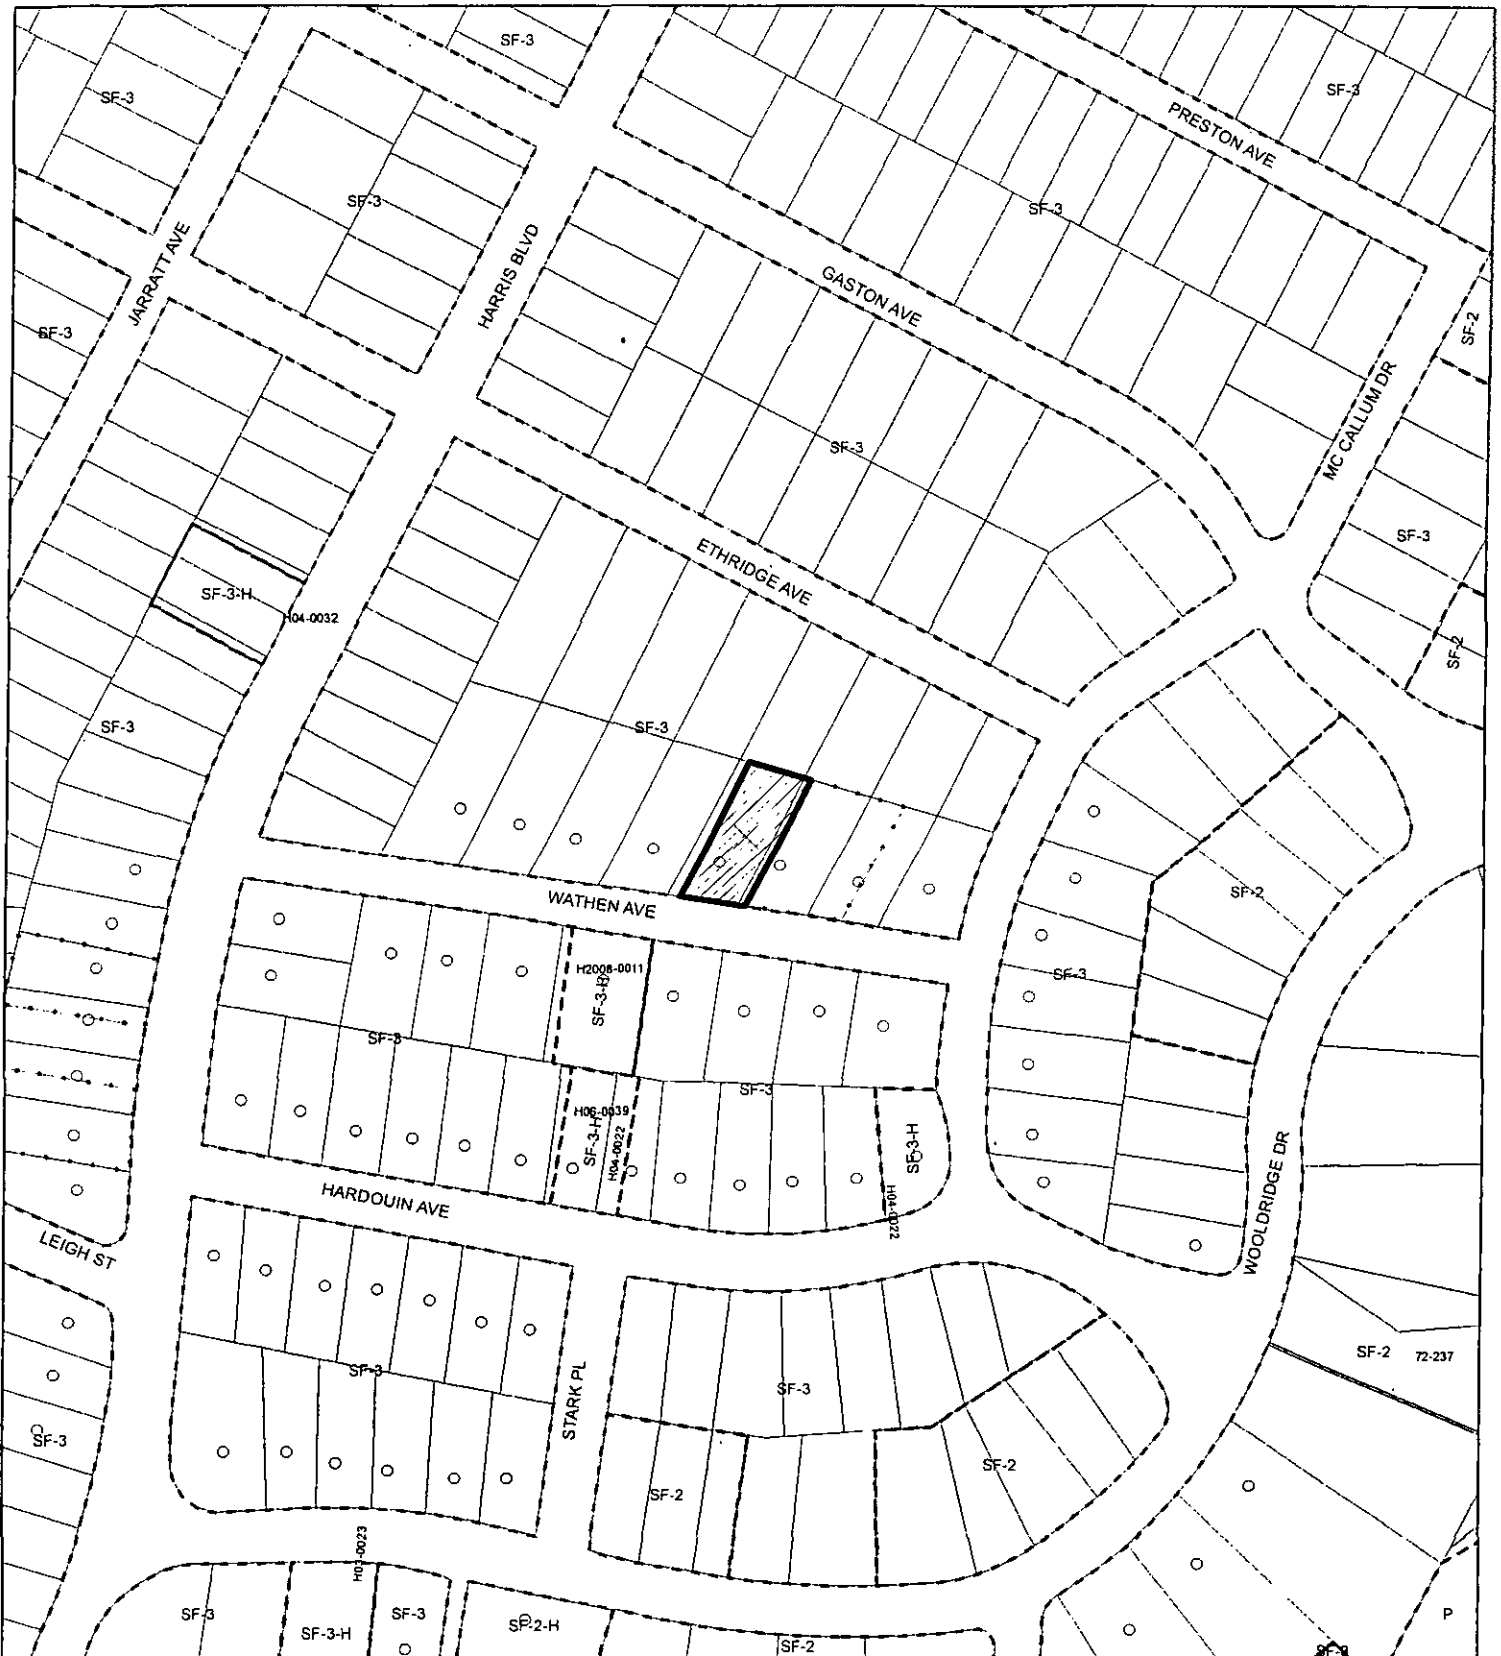 SF-3
SF-3
SF-3
PRESTON AVE
SF-3
SF-3
JARRATT AVE
HARRIS BLVD
GASTON AVE
SF-3
SF-2
MC CALLUM DR
SF-3
SF-3
ETHRIDGE AVE
SF-3-H
H04-0032
SF-2
SF-3
SF-3
WATHEN AVE
SF-2
H2008-0011
SF-3-H
SF-3
SF-3
SF-3
H06-0039
SF-3-H
H04-0022
SF-3-H
H04-0022
HARDOUIN AVE
WOOLDRIDGE DR
LEIGH ST
SF-2
72-237
SF-3
STARK PL
SF-3
SF-3
SF-2
SF-2
H03-0023
SF-3
SF-3-H
SF-3
SF-2-H
SF-2
P